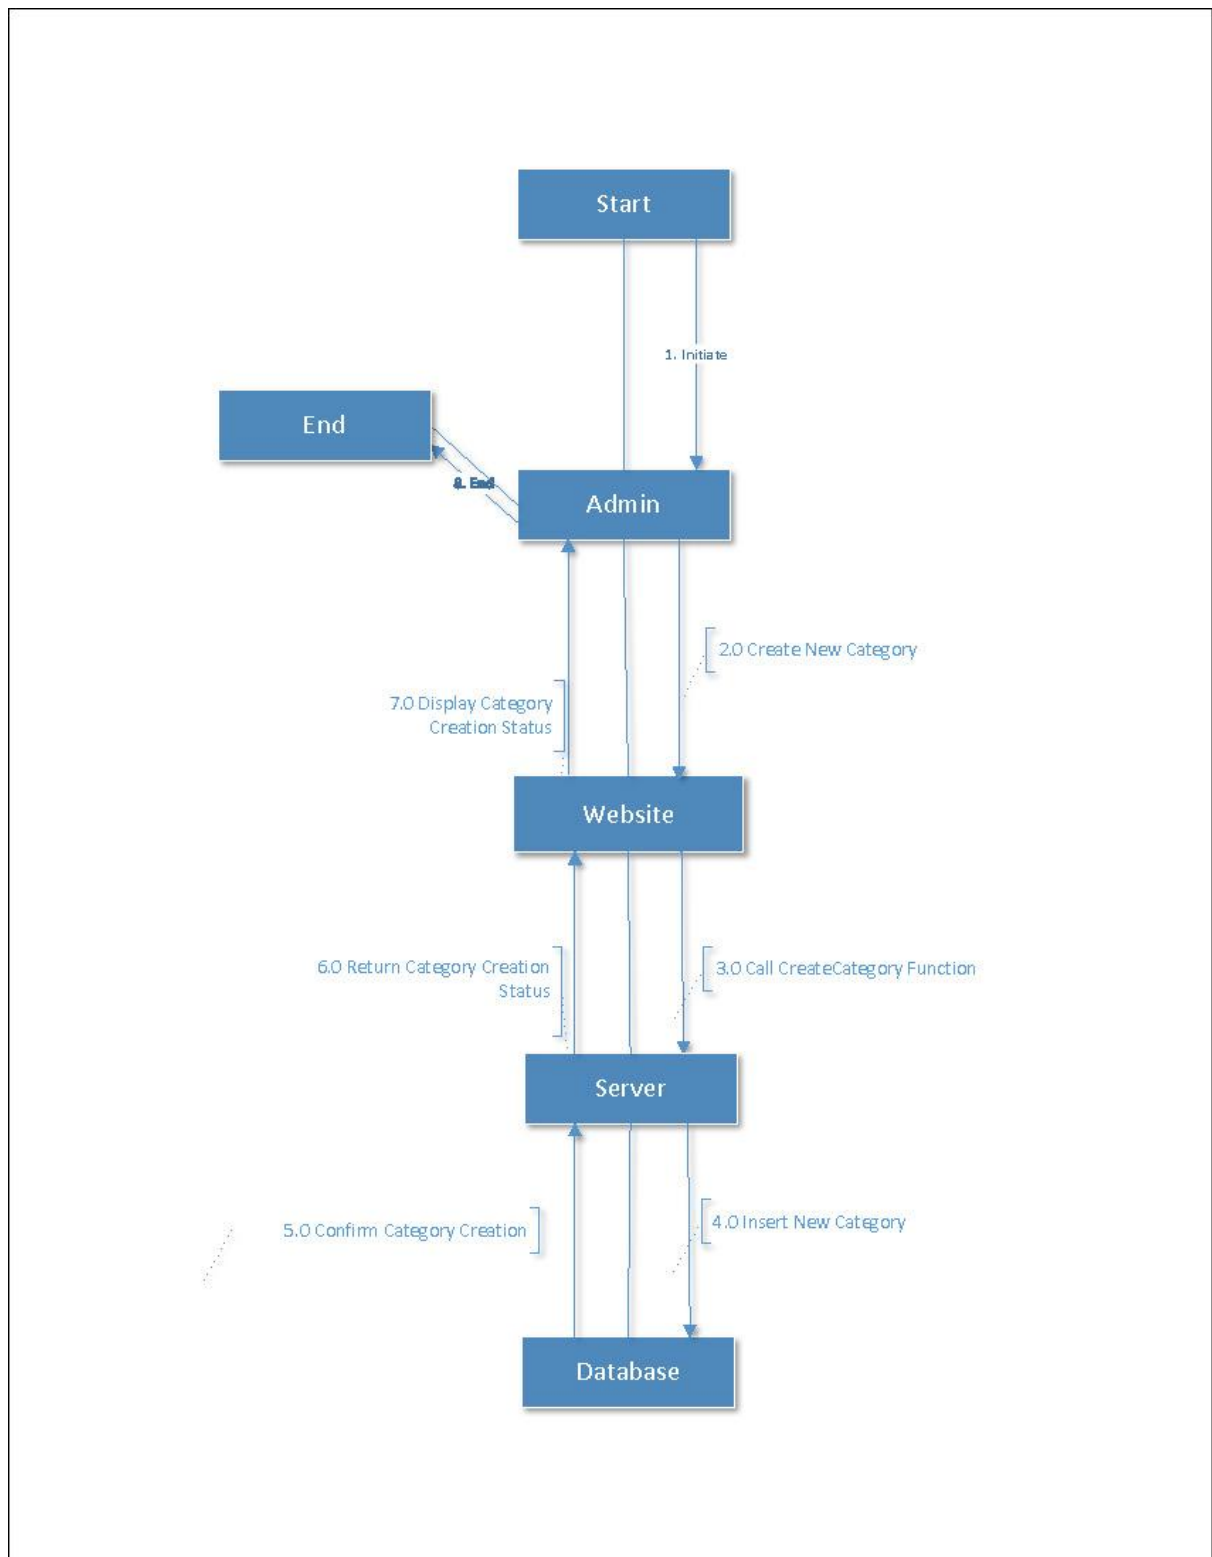 Start
1. Initiate
End
8. End
Admin
2.0 Create New Category
7.0 Display Category
Creation Status
Website
6.0 Return Category Creation
Status
3.0 Call CreateCategory Function
Server
5.0 Confirm Category Creation
4.0 Insert New Category
Database